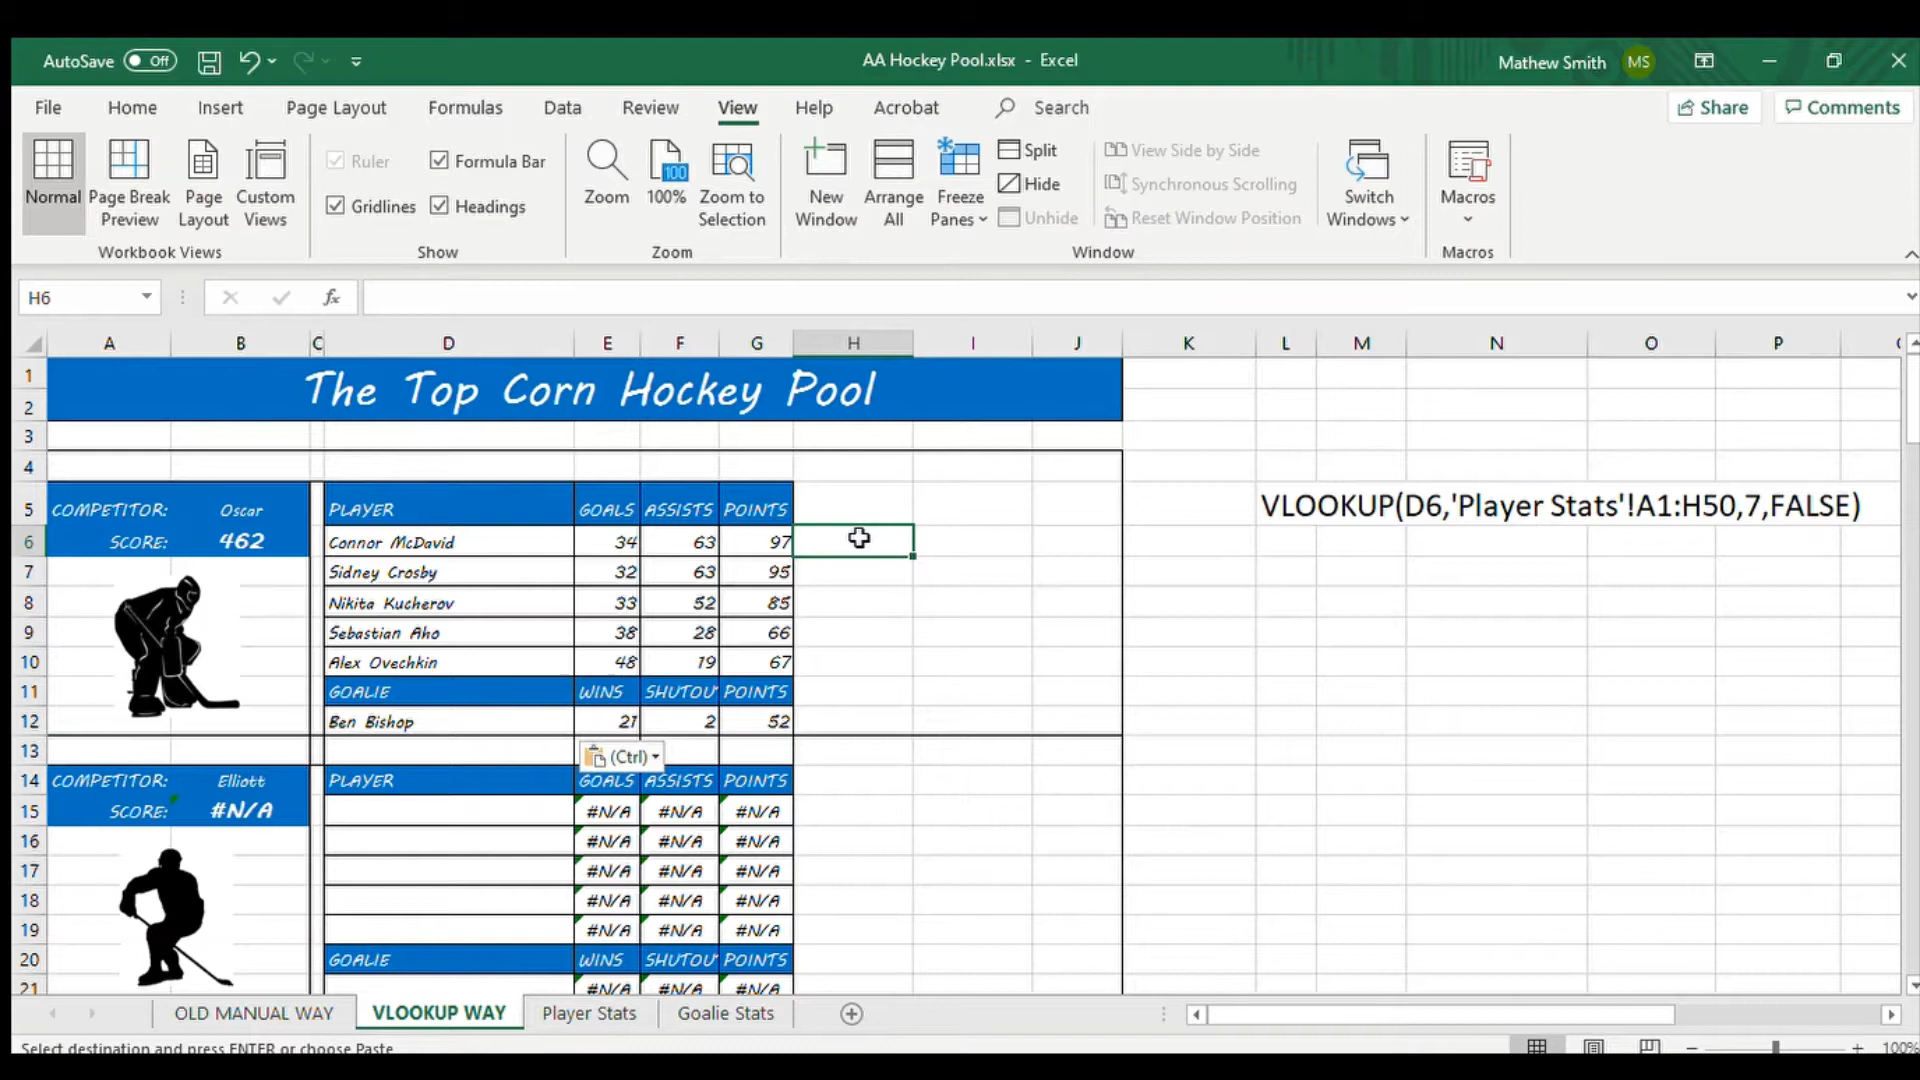 AutoSave Off AA Hockey Pool.xlsx - Excel Mathew Smith MS
File Home Insert Page Layout Formulas Data Review View Help Acrobat Search Share Comments
Ruler Formula Bar Split View Side by Side
100
Hide Synchronous Scrolling
Normal Page Break Page Custom Zoom 100% Zoom to New Arrange Freeze Switch Macros
Gridlines Headings
Preview Layout Views Selection Window All Panes Unhide Reset Window Position Windows
Workbook Views Show Zoom Window Macros
H6 fx
A B C D E F G H I J K L M N O P
1 The Top Corn Hockey Pool
2
3
4
5 COMPETITOR: Oscar PLAYER GOALS ASSISTS POINTS VLOOKUP(D6,'Player Stats'!A1:H50,7,FALSE)
6 SCORE: 462 Connor McDavid 34 63 97
7 Sidney Crosby 32 63 95
8 Nikita Kucherov 33 52 85
9 Sebastian Aho 38 28 66
10 Alex Ovechkin 48 19 67
11 GOALIE WINS SHUTOU POINTS
12 Ben Bishop 21 2 52
13 (Ctrl)
14 COMPETITOR: Elliott PLAYER GOALS ASSISTS POINTS
15 SCORE: #N/A #N/A #N/A #N/A
16 #N/A #N/A #N/A
17 #N/A #N/A #N/A
18 #N/A #N/A #N/A
19 #N/A #N/A #N/A
20 GOALIE WINS SHUTOU POINTS
21 #N/A #N/A #N/A
OLD MANUAL WAY VLOOKUP WAY Player Stats Goalie Stats
Select destination and press ENTER or choose Paste 100%